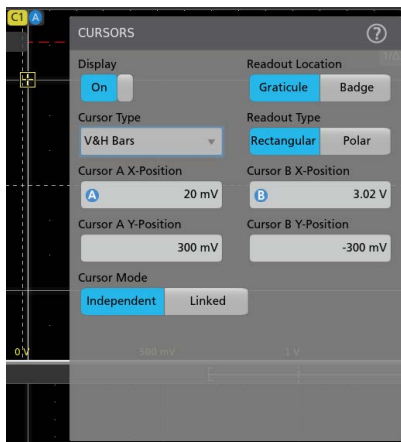 C1 A
CURSORS ?
Display Readout Location
On Graticule Badge
Cursor Type Readout Type
V&H Bars Rectangular Polar
Cursor A X-Position Cursor B X-Position
A 20 mV B 3.02 V
Cursor A Y-Position Cursor B Y-Position
300 mV -300 mV
Cursor Mode
Independent Linked
0 V 500 mV 1 V